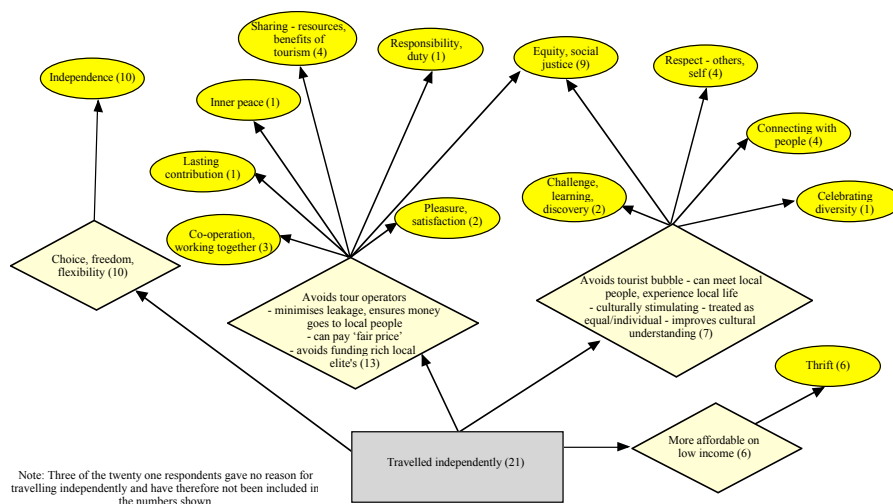 Sharing - resources,
benefits of
tourism (4)
Responsibility,
duty (1)
Equity, social
justice (9)
Respect - others,
self (4)
Independence (10)
Inner peace (1)
Connecting with
people (4)
Lasting
contribution (1)
Challenge,
learning,
discovery (2)
Celebrating
diversity (1)
Pleasure,
satisfaction (2)
Co-operation,
working together (3)
Choice, freedom,
flexibility (10)
Avoids tour operators
- minimises leakage, ensures money
goes to local people
- can pay ‘fair price’
- avoids funding rich local
elite's (13)
Avoids tourist bubble - can meet local
people, experience local life
- culturally stimulating - treated as
equal/individual - improves cultural
understanding (7)
Thrift (6)
More affordable on
low income (6)
Travelled independently (21)
Note: Three of the twenty one respondents gave no reason for
travelling independently and have therefore not been included in
the numbers shown